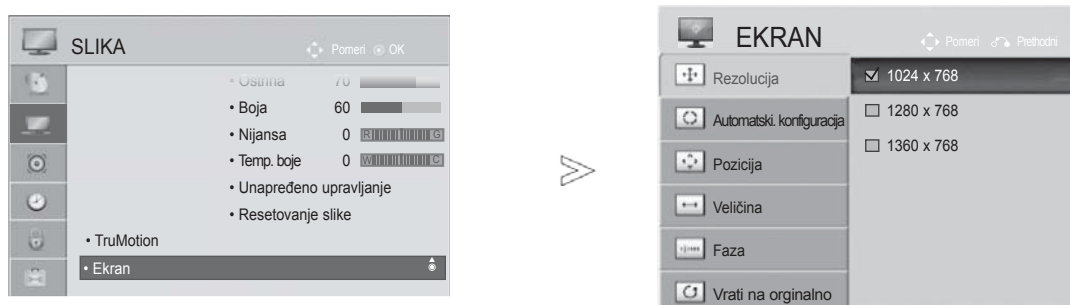 SLIKA
Pomeri OK
• Oštrina 70
• Boja 60
• Nijansa 0 R G
• Temp. boje 0 W C
• Unapređeno upravljanje
• Resetovanje slike
• TruMotion
• Ekran
EKRAN
Pomeri Prethodni
Rezolucija
Automatski. konfiguracija
Pozicija
Veličina
Faza
Vrati na orginalno
1024 x 768
1280 x 768
1360 x 768